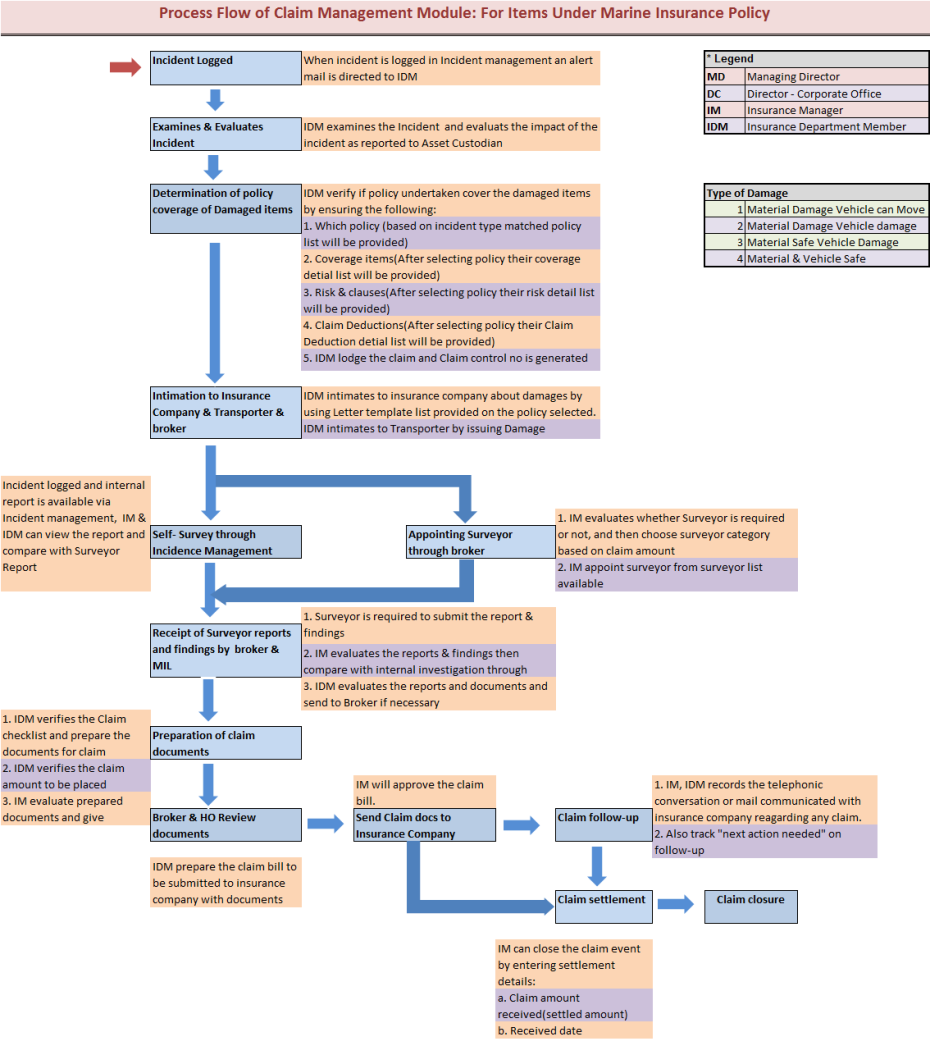 Process Flow of Claim Management Module: For Items Under Marine Insurance Policy
Incident Logged
When incident is logged in Incident management an alert
mail is directed to IDM
* Legend
MD Managing Director
DC Director - Corporate Office
IM Insurance Manager
IDM Insurance Department Member
Examines & Evaluates
Incident
IDM examines the Incident and evaluates the impact of the
incident as reported to Asset Custodian
Determination of policy
coverage of Damaged items
IDM verify if policy undertaken cover the damaged items
by ensuring the following:
1. Which policy (based on incident type matched policy
list will be provided)
2. Coverage items(After selecting policy their coverage
detial list will be provided)
3. Risk & clauses(After selecting policy their risk detail list
will be provided)
4. Claim Deductions(After selecting policy their Claim
Deduction detial list will be provided)
5. IDM lodge the claim and Claim control no is generated
Type of Damage
1 Material Damage Vehicle can Move
2 Material Damage Vehicle damage
3 Material Safe Vehicle Damage
4 Material & Vehicle Safe
Intimation to Insurance
Company & Transporter &
broker
IDM intimates to insurance company about damages by
using Letter template list provided on the policy selected.
IDM intimates to Transporter by issuing Damage
Incident logged and internal
report is available via
Incident management, IM &
IDM can view the report and
compare with Surveyor
Report
Self- Survey through
Incidence Management
Appointing Surveyor
through broker
1. IM evaluates whether Surveyor is required
or not, and then choose surveyor category
based on claim amount
2. IM appoint surveyor from surveyor list
available
Receipt of Surveyor reports
and findings by broker &
MIL
1. Surveyor is required to submit the report &
findings
2. IM evaluates the reports & findings then
compare with internal investigation through
3. IDM evaluates the reports and documents and
send to Broker if necessary
1. IDM verifies the Claim
checklist and prepare the
documents for claim
2. IDM verifies the claim
amount to be placed
3. IM evaluate prepared
documents and give
Preparation of claim
documents
Broker & HO Review
documents
IDM prepare the claim bill to
be submitted to insurance
company with documents
IM will approve the claim
bill.
Send Claim docs to
Insurance Company
Claim follow-up
1. IM, IDM records the telephonic
conversation or mail communicated with
insurance company reagarding any claim.
2. Also track "next action needed" on
follow-up
Claim settlement
Claim closure
IM can close the claim event
by entering settlement
details:
a. Claim amount
received(settled amount)
b. Received date